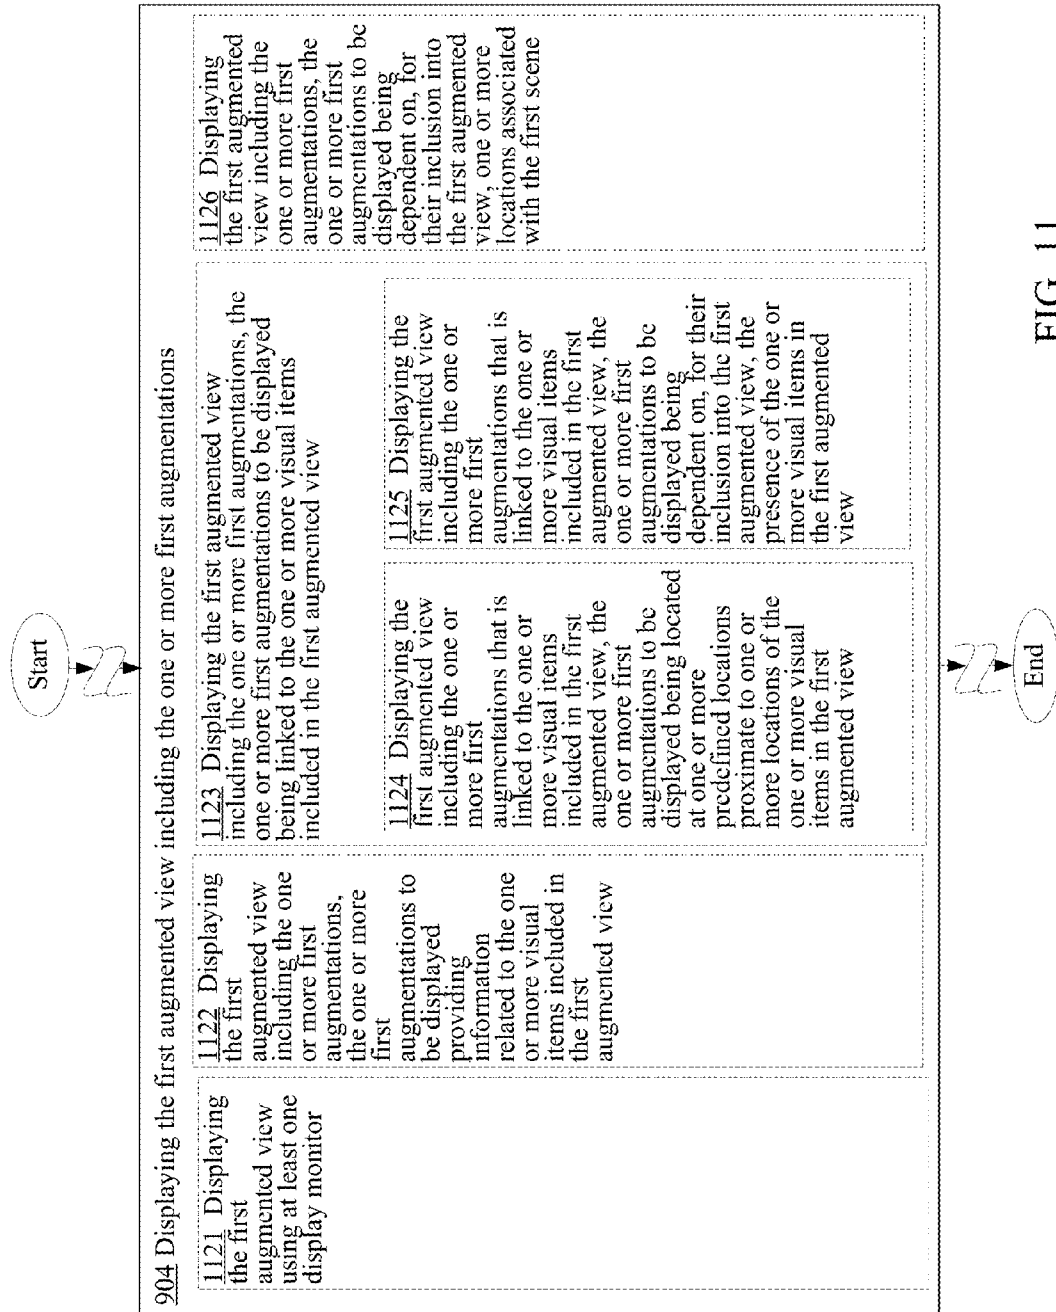 Start
904 Displaying the first augmented view including the one or more first augmentations
1121 Displaying
the first
augmented view
using at least one
display monitor
1122 Displaying
the first
augmented view
including the one
or more first
augmentations,
the one or more
first
augmentations to
be displayed
providing
information
related to the one
or more visual
items included in
the first
augmented view
1123 Displaying the first augmented view
including the one or more first augmentations, the
one or more first augmentations to be displayed
being linked to the one or more visual items
included in the first augmented view
1124 Displaying the
first augmented view
including the one or
more first
augmentations that is
linked to the one or
more visual items
included in the first
augmented view, the
one or more first
augmentations to be
displayed being located
at one or more
predefined locations
proximate to one or
more locations of the
one or more visual
items in the first
augmented view
1125 Displaying the
first augmented view
including the one or
more first
augmentations that is
linked to the one or
more visual items
included in the first
augmented view, the
one or more first
augmentations to be
displayed being
dependent on, for their
inclusion into the first
augmented view, the
presence of the one or
more visual items in
the first augmented
view
1126 Displaying
the first augmented
view including the
one or more first
augmentations, the
one or more first
augmentations to be
displayed being
dependent on, for
their inclusion into
the first augmented
view, one or more
locations associated
with the first scene
End
FIG. 11